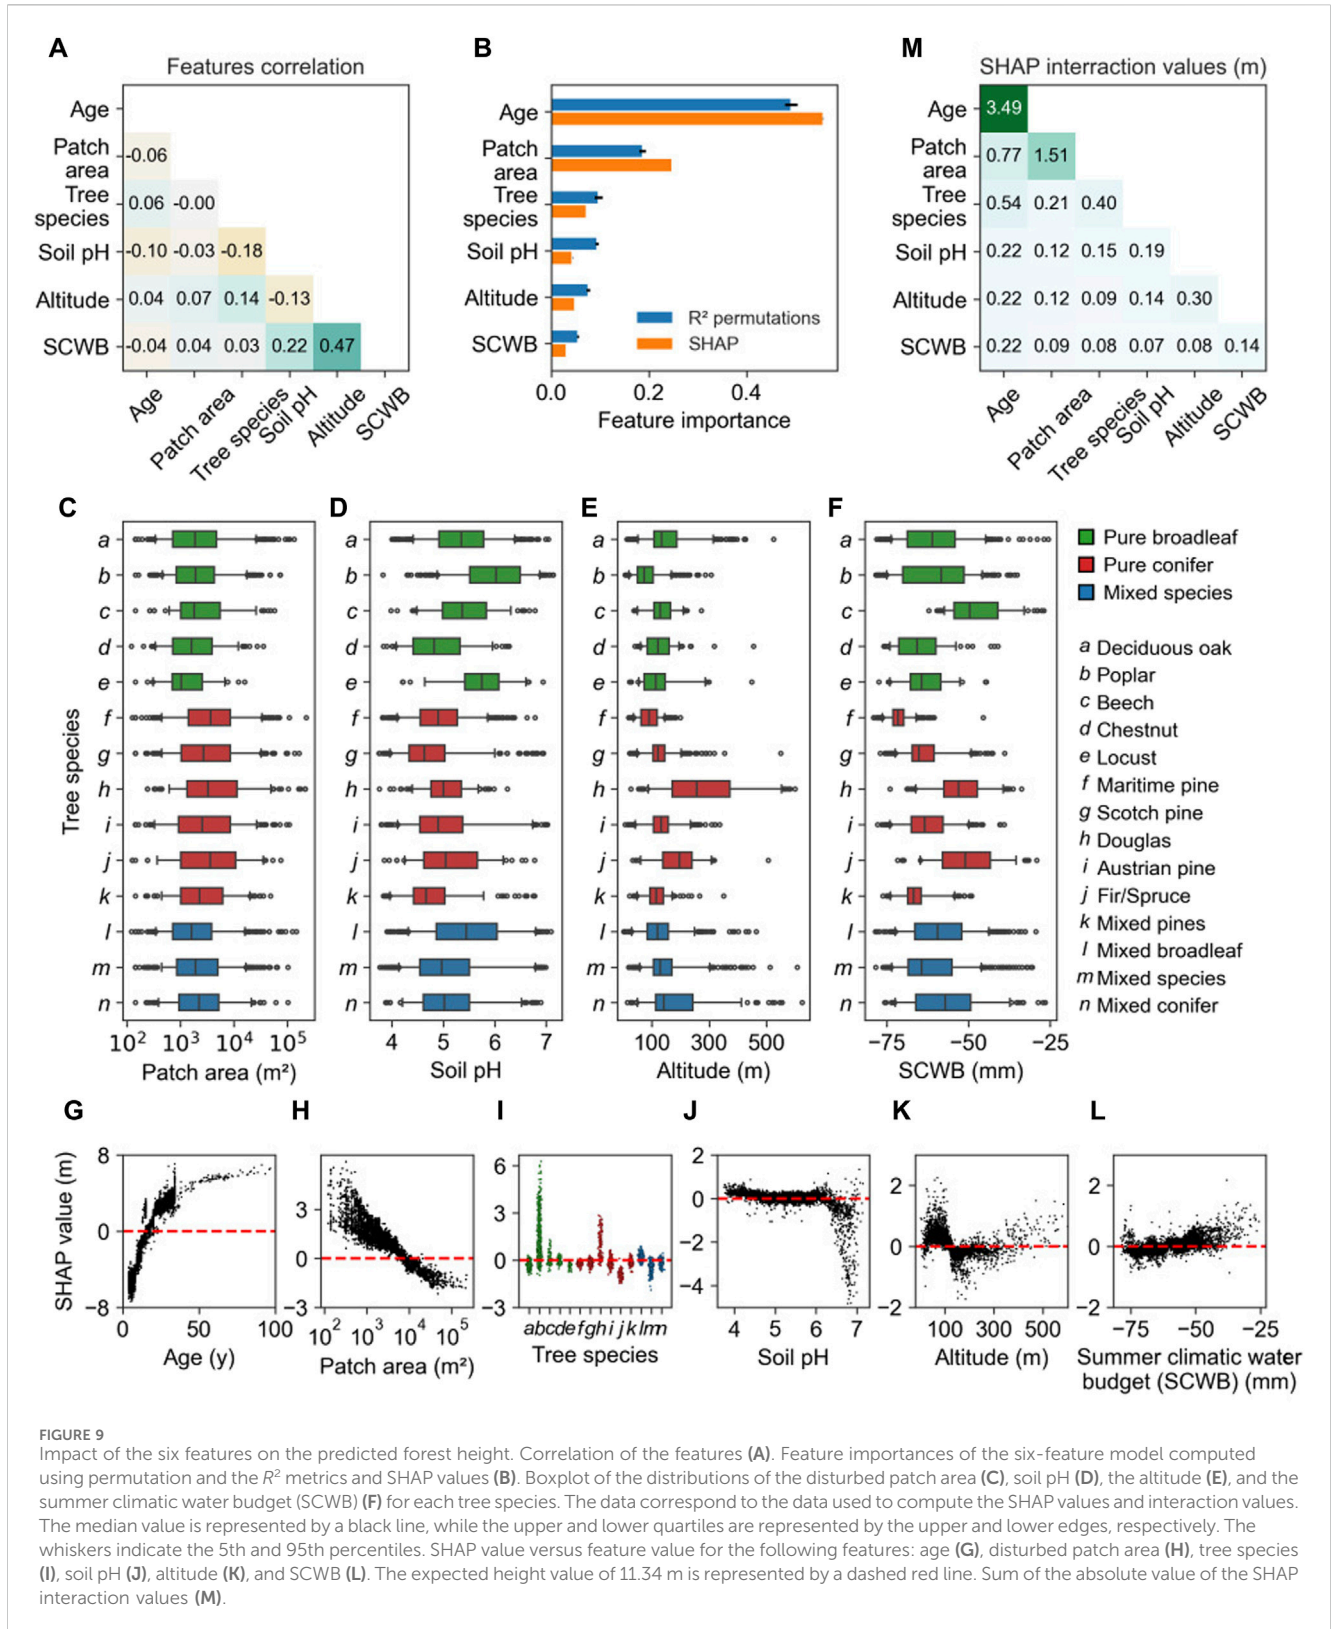 A
B
M
Features correlation
SHAP interraction values (m)
Age
Patch area
Tree species
Soil pH
Altitude
SCWB
-0.06
0.06 -0.00
-0.10 -0.03 -0.18
0.04 0.07 0.14 -0.13
-0.04 0.04 0.03 0.22 0.47
Age Patch area Tree species Soil pH Altitude SCWB
Age
Patch area
Tree species
Soil pH
Altitude
SCWB
R² permutations
SHAP
0.0 0.2 0.4
Feature importance
Age 3.49
Patch area 0.77 1.51
Tree species 0.54 0.21 0.40
Soil pH 0.22 0.12 0.15 0.19
Altitude 0.22 0.12 0.09 0.14 0.30
SCWB 0.22 0.09 0.08 0.07 0.08 0.14
Age Patch area Tree species Soil pH Altitude SCWB
C
D
E
F
Tree species
a
b
c
d
e
f
g
h
i
j
k
l
m
n
10² 10³ 10⁴ 10⁵
Patch area (m²)
a
b
c
d
e
f
g
h
i
j
k
l
m
n
4 5 6 7
Soil pH
a
b
c
d
e
f
g
h
i
j
k
l
m
n
100 300 500
Altitude (m)
a
b
c
d
e
f
g
h
i
j
k
l
m
n
−75 −50 −25
SCWB (mm)
Pure broadleaf
Pure conifer
Mixed species
a Deciduous oak
b Poplar
c Beech
d Chestnut
e Locust
f Maritime pine
g Scotch pine
h Douglas
i Austrian pine
j Fir/Spruce
k Mixed pines
l Mixed broadleaf
m Mixed species
n Mixed conifer
G
H
I
J
K
L
SHAP value (m)
8
0
−8
0 50 100
Age (y)
3
0
−3
10² 10³ 10⁴ 10⁵
Patch area (m²)
6
3
0
−3
abcdefghijklmn
Tree species
2
0
−2
−4
4 5 6 7
Soil pH
2
0
−2
100 300 500
Altitude (m)
2
0
−2
−75 −50 −25
Summer climatic water
budget (SCWB) (mm)
FIGURE 9
Impact of the six features on the predicted forest height. Correlation of the features (A). Feature importances of the six-feature model computed
using permutation and the R² metrics and SHAP values (B). Boxplot of the distributions of the disturbed patch area (C), soil pH (D), the altitude (E), and the
summer climatic water budget (SCWB) (F) for each tree species. The data correspond to the data used to compute the SHAP values and interaction values.
The median value is represented by a black line, while the upper and lower quartiles are represented by the upper and lower edges, respectively. The
whiskers indicate the 5th and 95th percentiles. SHAP value versus feature value for the following features: age (G), disturbed patch area (H), tree species
(I), soil pH (J), altitude (K), and SCWB (L). The expected height value of 11.34 m is represented by a dashed red line. Sum of the absolute value of the SHAP
interaction values (M).